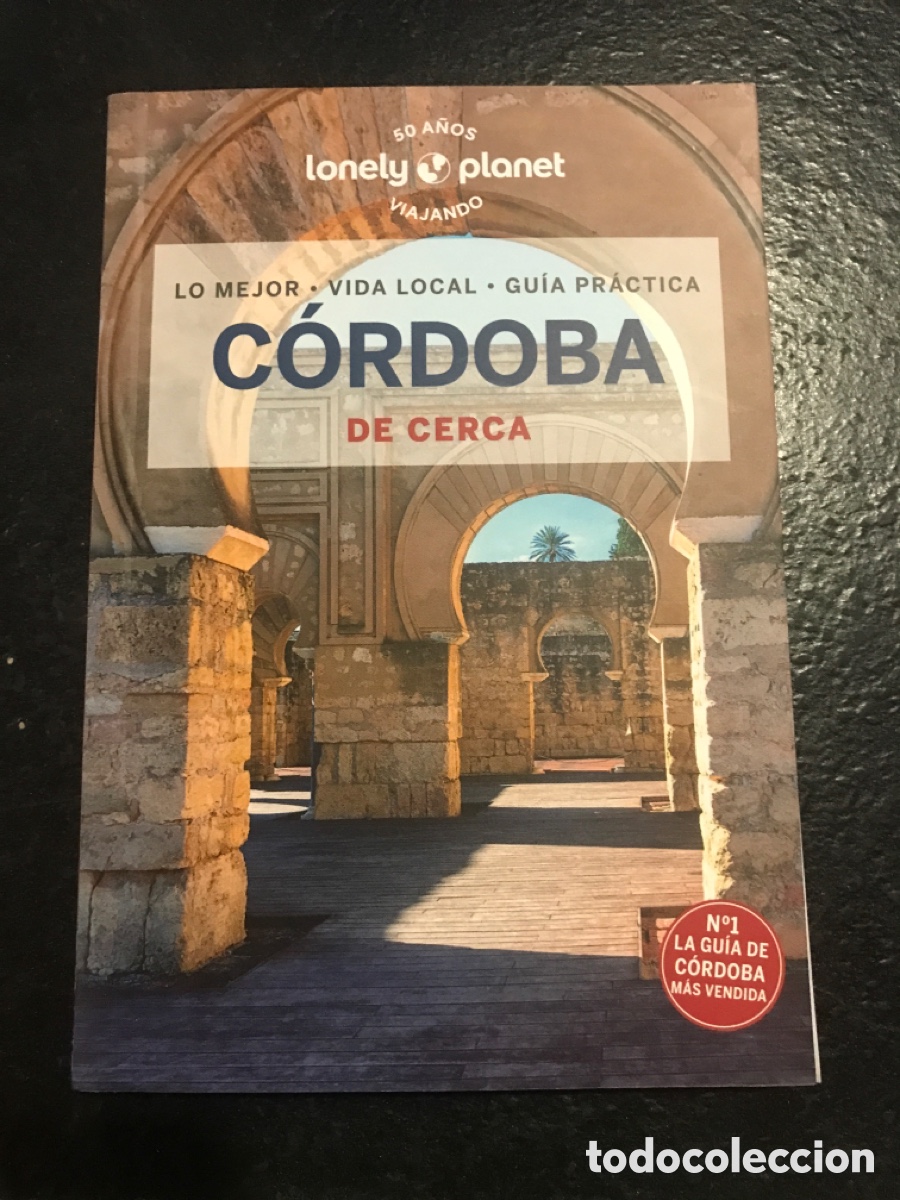 50 AÑOS
lonely planet
VIAJANDO
LO MEJOR • VIDA LOCAL • GUÍA PRÁCTICA
CÓRDOBA
DE CERCA
Nº1
LA GUÍA DE
CÓRDOBA
MÁS VENDIDA
todocoleccion